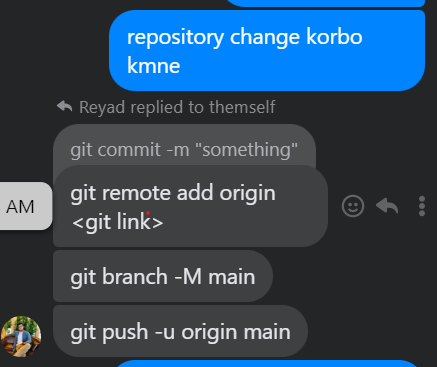 repository change korbo
kmne
Reyad replied to themself
git commit -m "something"
AM
git remote add origin
<git link>
git branch -M main
git push -u origin main